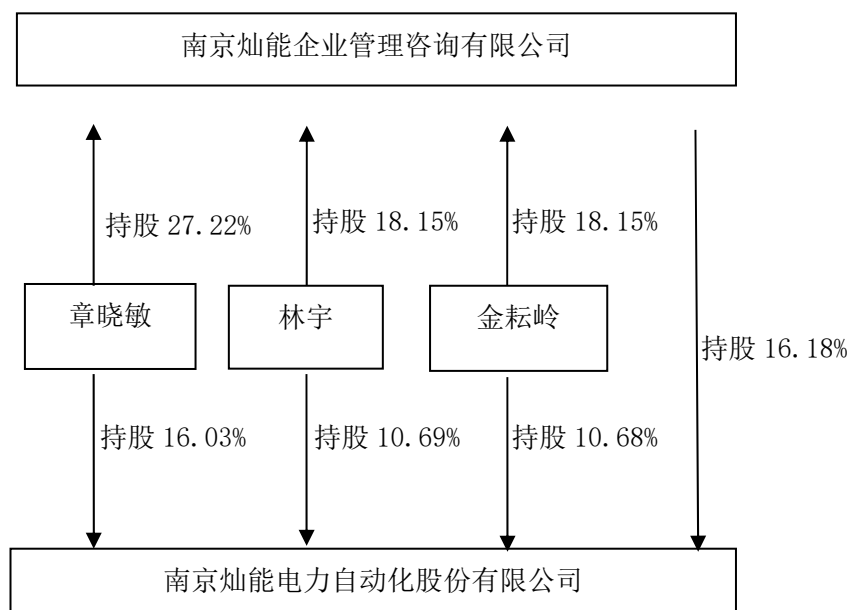 南京灿能企业管理咨询有限公司
持股 27.22%
持股 18.15%
持股 18.15%
章晓敏
林宇
金耘岭
持股 16.18%
持股 16.03%
持股 10.69%
持股 10.68%
南京灿能电力自动化股份有限公司